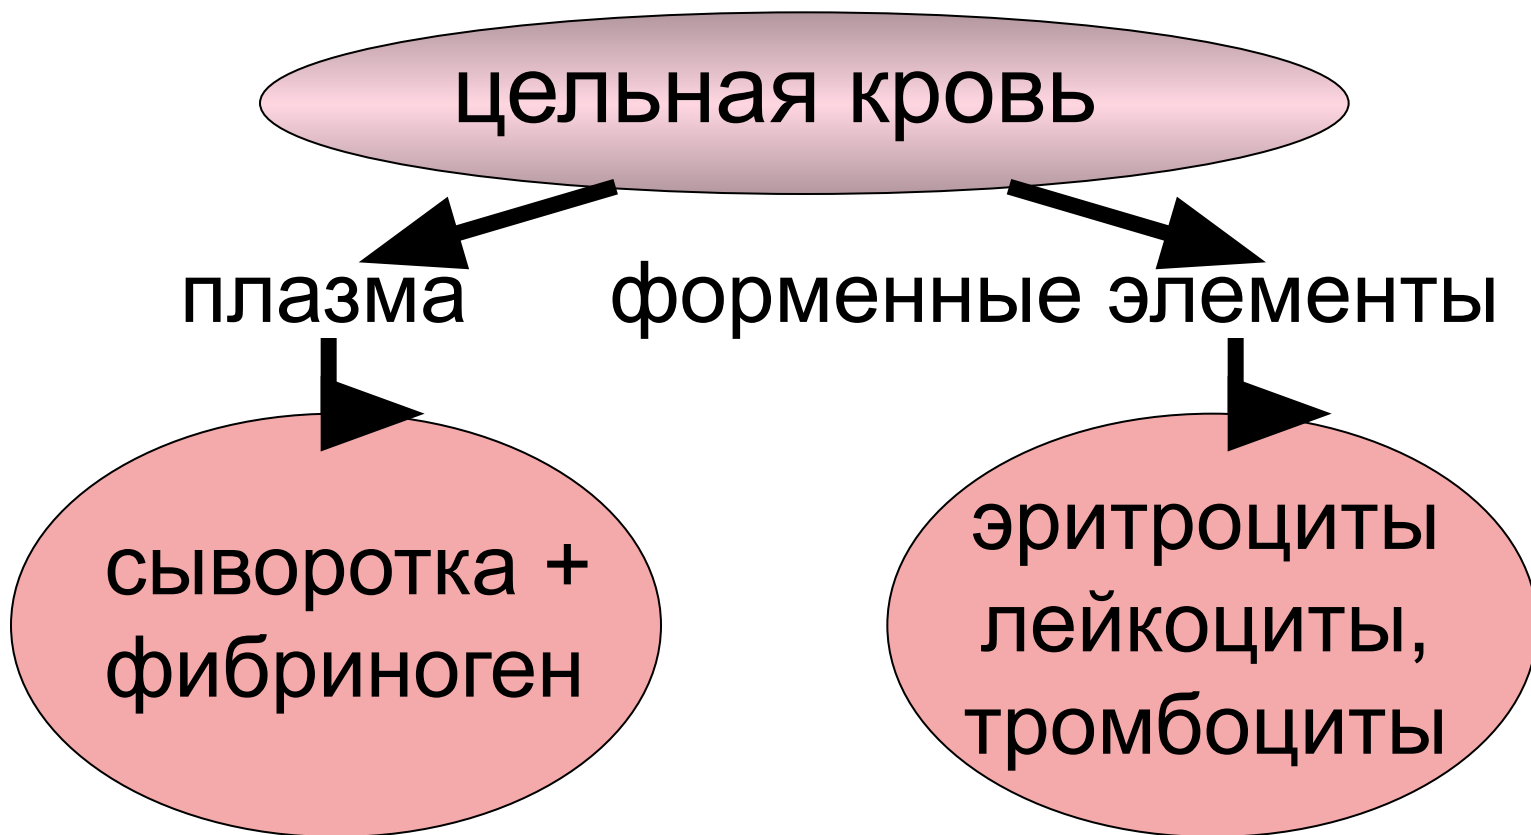 цельная кровь
плазма
форменные элементы
сыворотка +
фибриноген
эритроциты
лейкоциты,
тромбоциты